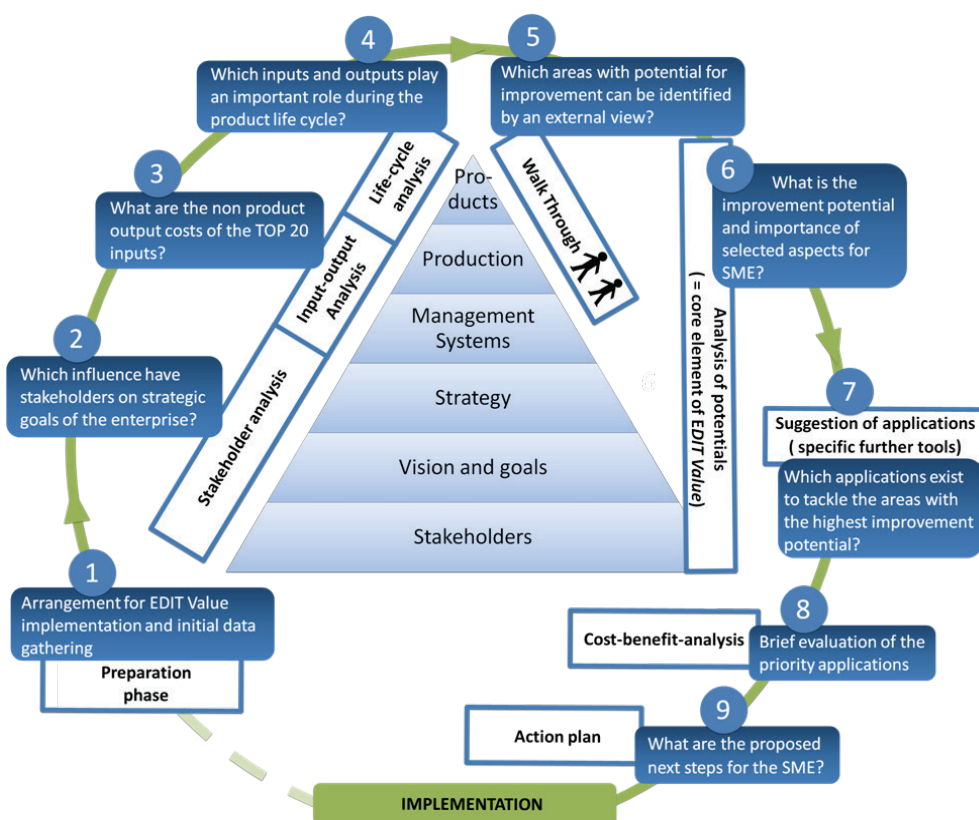 4
Which inputs and outputs play
an important role during the
product life cycle?
5
Which areas with potential for
improvement can be identified
by an external view?
3
What are the non product
output costs of the TOP 20
inputs?
6
What is the
improvement potential
and importance of
selected aspects for
SME?
2
Which influence have
stakeholders on strategic
goals of the enterprise?
7
Suggestion of applications
( specific further tools)
Which applications exist
to tackle the areas with
the highest improvement
potential?
1
Arrangement for EDIT Value
implementation and initial data
gathering
Preparation
phase
8
Brief evaluation of the
priority applications
Cost-benefit-analysis
9
What are the proposed
next steps for the SME?
Action plan
IMPLEMENTATION
Life-cycle
analysis
Input-output
Analysis
Stakeholder analysis
Walk Through
Analysis of potentials
(= core element of EDIT Value)
Pro-
ducts
Production
Management
Systems
Strategy
Vision and goals
Stakeholders
6